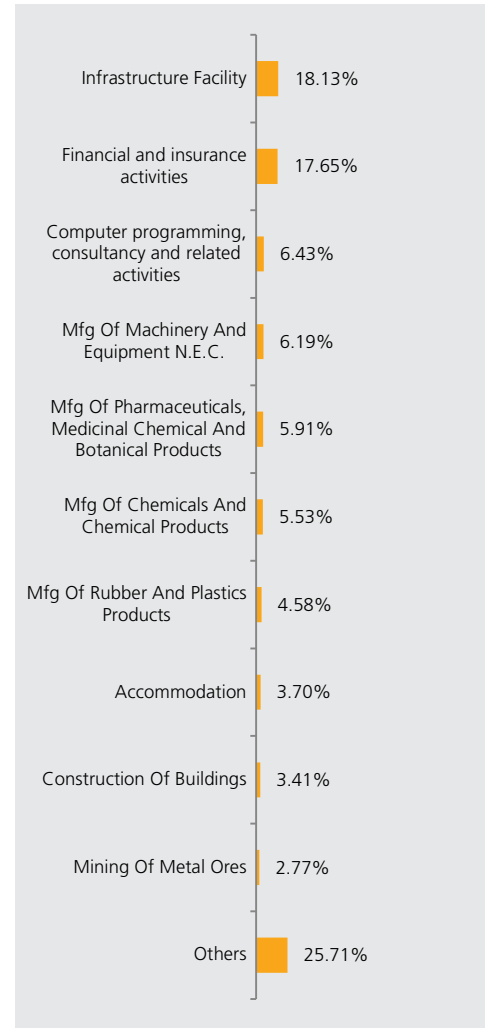 Infrastructure Facility 18.13%
Financial and insurance
activities 17.65%
Computer programming,
consultancy and related
activities 6.43%
Mfg Of Machinery And
Equipment N.E.C. 6.19%
Mfg Of Pharmaceuticals,
Medicinal Chemical And
Botanical Products 5.91%
Mfg Of Chemicals And
Chemical Products 5.53%
Mfg Of Rubber And Plastics
Products 4.58%
Accommodation 3.70%
Construction Of Buildings 3.41%
Mining Of Metal Ores 2.77%
Others 25.71%